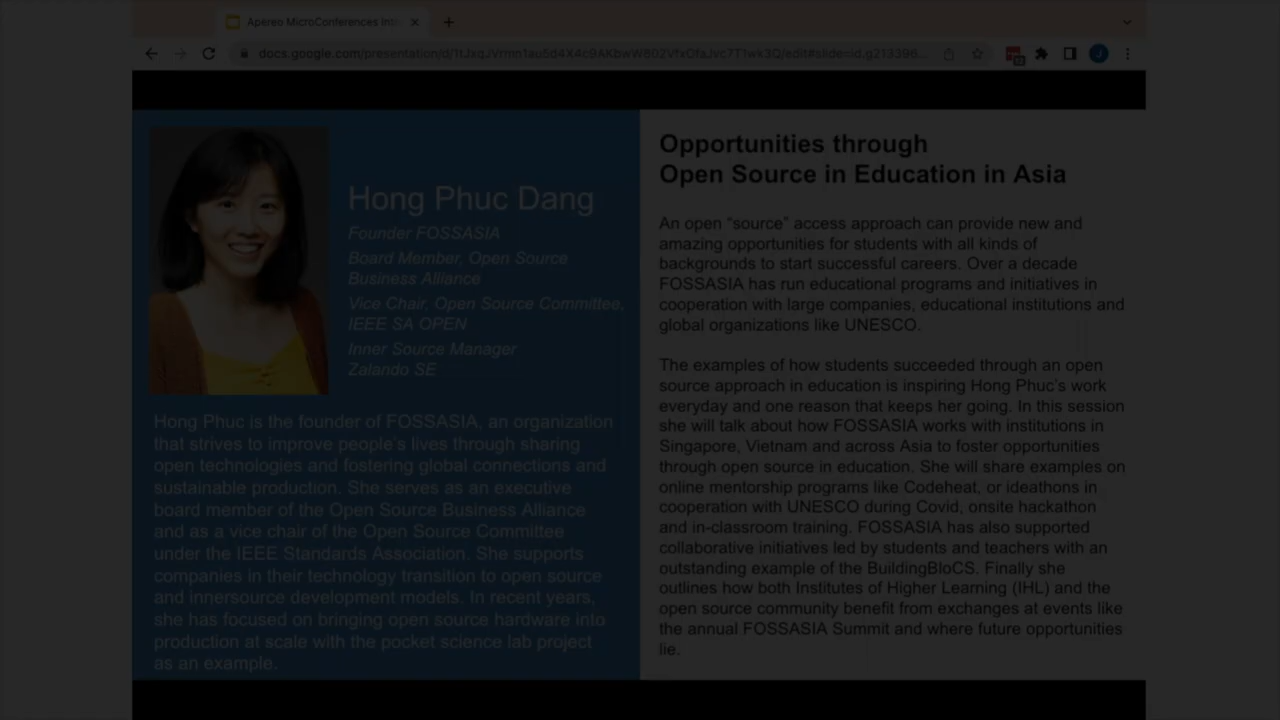 Apereo MicroConferences Intr
Hong Phuc Dang
Founder FOSSASIA
Board Member, Open Source
Business Alliance
Vice Chair, Open Source Committee,
IEEE SA OPEN
Inner Source Manager
Zalando SE
Hong Phuc is the founder of FOSSASIA, an organization
that strives to improve people's lives through sharing
open technologies and fostering global connections and
sustainable production. She serves as an executive
board member of the Open Source Business Alliance
and as a vice chair of the Open Source Committee
under the IEEE Standards Association. She supports
companies in their technology transition to open source
and innersource development models. In recent years,
she has focused on bringing open source hardware into
production at scale with the pocket science lab project
as an example.
Opportunities through
Open Source in Education in Asia
An open “source” access approach can provide new and
amazing opportunities for students with all kinds of
backgrounds to start successful careers. Over a decade
FOSSASIA has run educational programs and initiatives in
cooperation with large companies, educational institutions and
global organizations like UNESCO.
The examples of how students succeeded through an open
source approach in education is inspiring Hong Phuc's work
everyday and one reason that keeps her going. In this session
she will talk about how FOSSASIA works with institutions in
Singapore, Vietnam and across Asia to foster opportunities
through open source in education. She will share examples on
online mentorship programs like Codeheat, or ideathons in
cooperation with UNESCO during Covid, onsite hackathon
and in-classroom training. FOSSASIA has also supported
collaborative initiatives led by students and teachers with an
outstanding example of the BuildingBloCS. Finally she
outlines how both Institutes of Higher Learning (IHL) and the
open source community benefit from exchanges at events like
the annual FOSSASIA Summit and where future opportunities
lie.